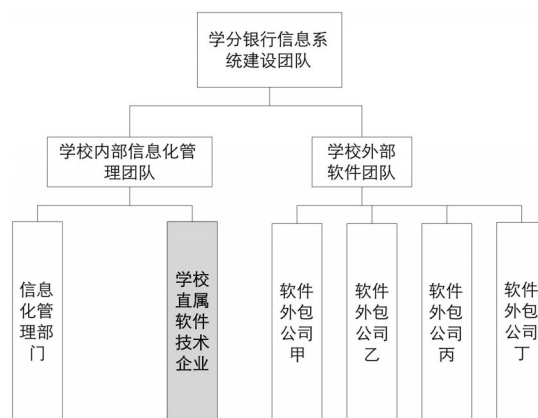 学分银行信息系
统建设团队
学校内部信息化管
理团队
学校外部
软件团队
信息
化管
理部
门
学校
直属
软件
技术
企业
软件
外包
公司
甲
软件
外包
公司
乙
软件
外包
公司
丙
软件
外包
公司
丁